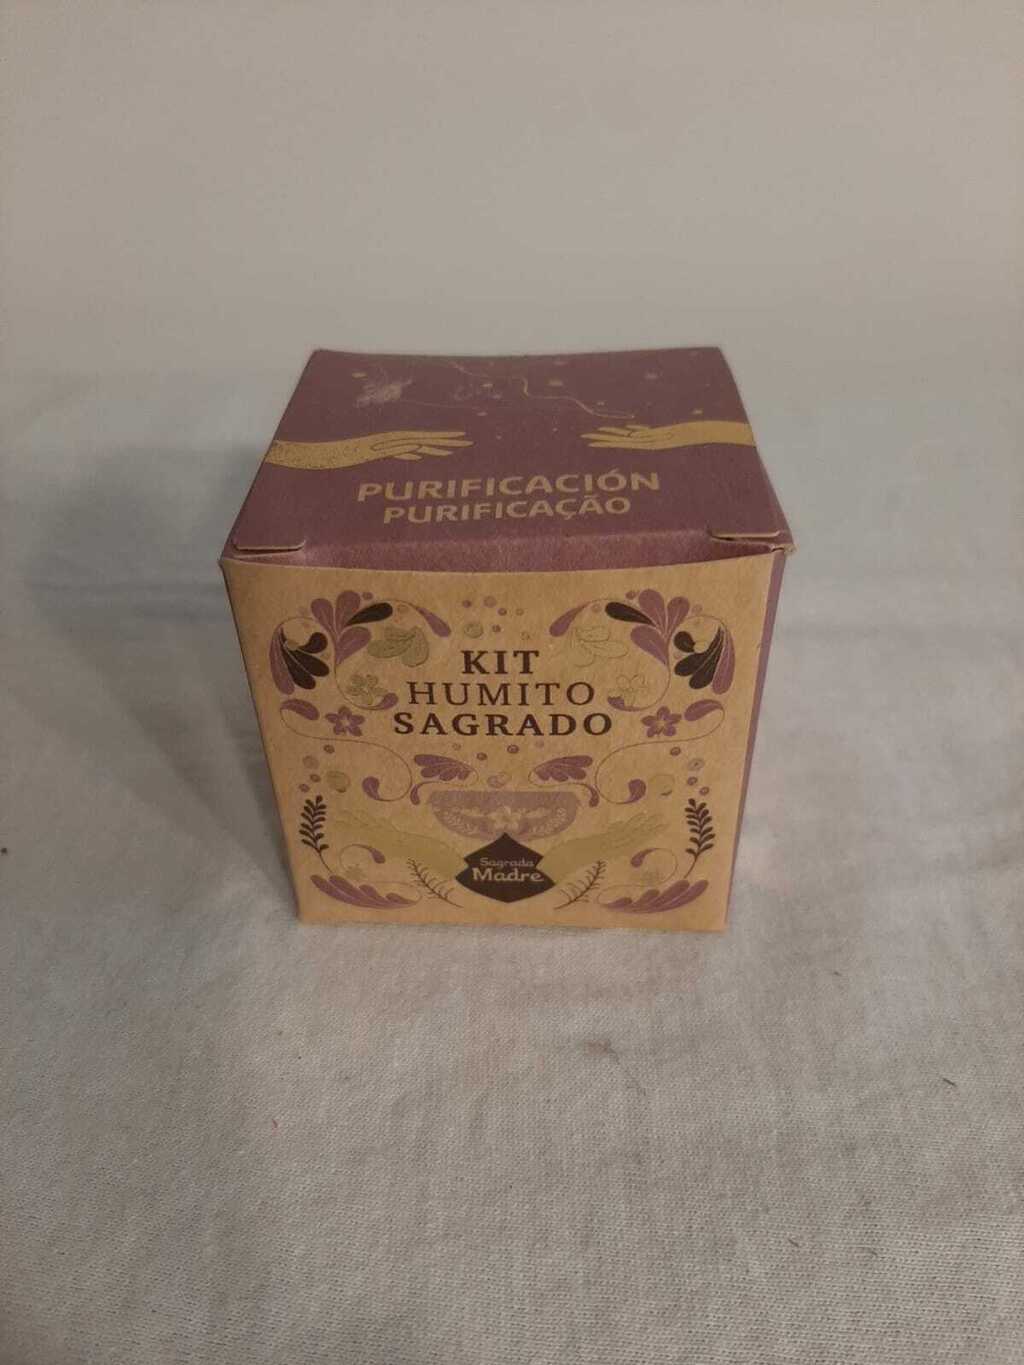 PURIFICACIÓN
PURIFICAÇÃO
KIT
HUMITO
SAGRADO
Sagrada
Madre